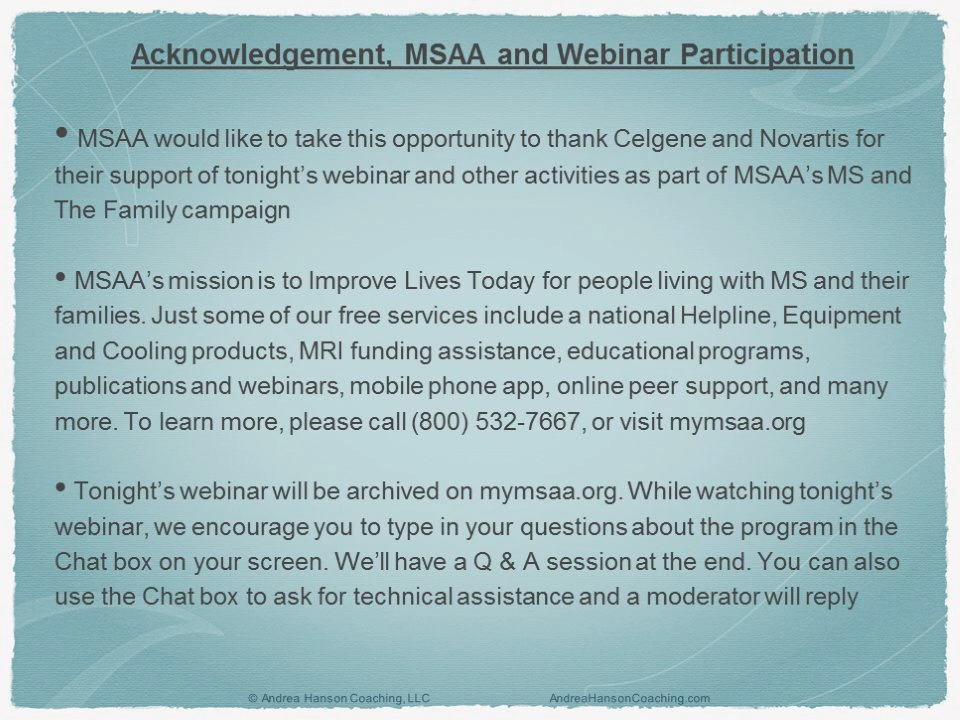 Acknowledgement, MSAA and Webinar Participation
• MSAA would like to take this opportunity to thank Celgene and Novartis for
their support of tonight's webinar and other activities as part of MSAA's MS and
The Family campaign
• MSAA's mission is to Improve Lives Today for people living with MS and their
families. Just some of our free services include a national Helpline, Equipment
and Cooling products, MRI funding assistance, educational programs,
publications and webinars, mobile phone app, online peer support, and many
more. To learn more, please call (800) 532-7667, or visit mymsaa.org
• Tonight's webinar will be archived on mymsaa.org. While watching tonight's
webinar, we encourage you to type in your questions about the program in the
Chat box on your screen. We'll have a Q & A session at the end. You can also
use the Chat box to ask for technical assistance and a moderator will reply
© Andrea Hanson Coaching, LLC AndreaHansonCoaching.com